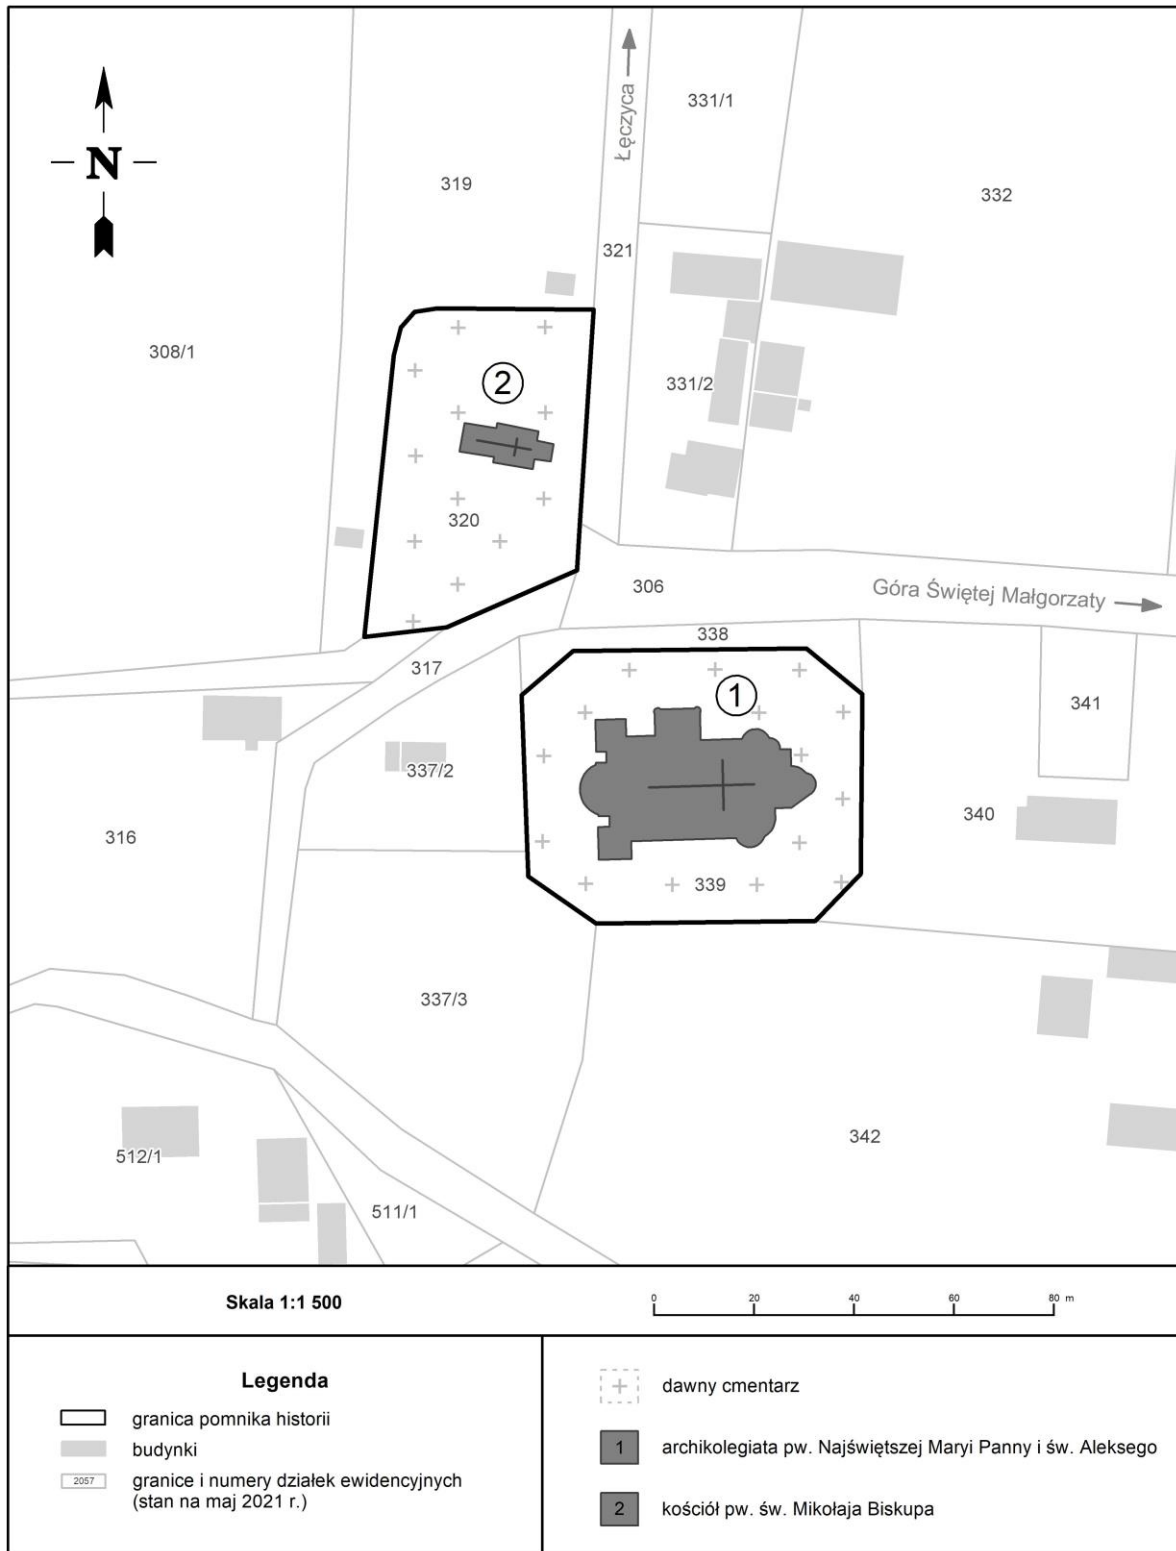 N
Łęczyca
331/1
319
332
321
308/1
331/2
2
320
306
Góra Świętej Małgorzaty
338
317
1
341
337/2
316
340
339
337/3
342
512/1
511/1
Skala 1:1 500
0 20 40 60 80 m
Legenda
granica pomnika historii
budynki
2057 granice i numery działek ewidencyjnych
(stan na maj 2021 r.)
dawny cmentarz
1 archikolegiata pw. Najświętszej Maryi Panny i św. Aleksego
2 kościół pw. św. Mikołaja Biskupa